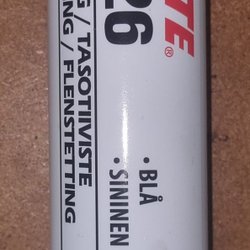 TE®
26
G / TASOTIIVISTE
NG / FLENSTETTING
• BLÅ
• SININEN